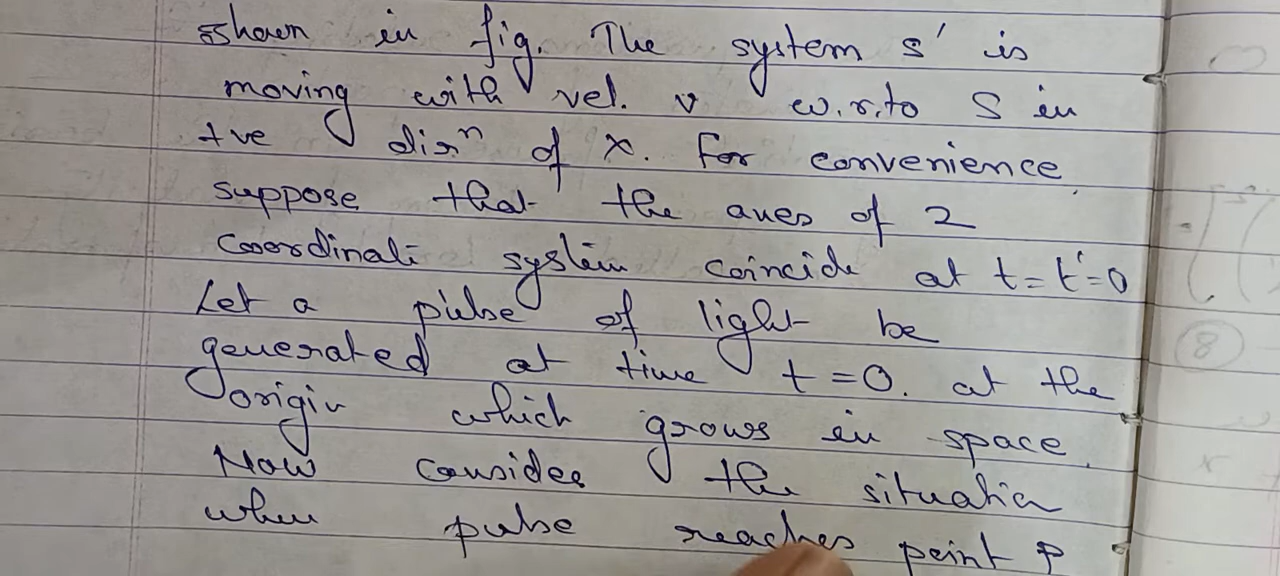 shown in fig. The system s' is
moving with vel. v w.r.to S in
+ve dirⁿ of x. For convenience
suppose that the axes of 2
coordinate system coincide at t=t'=0
Let a pulse of light be
generated at time t=0. at the
origin which grows in space.
Now consider the situation
when pulse reaches point P
8